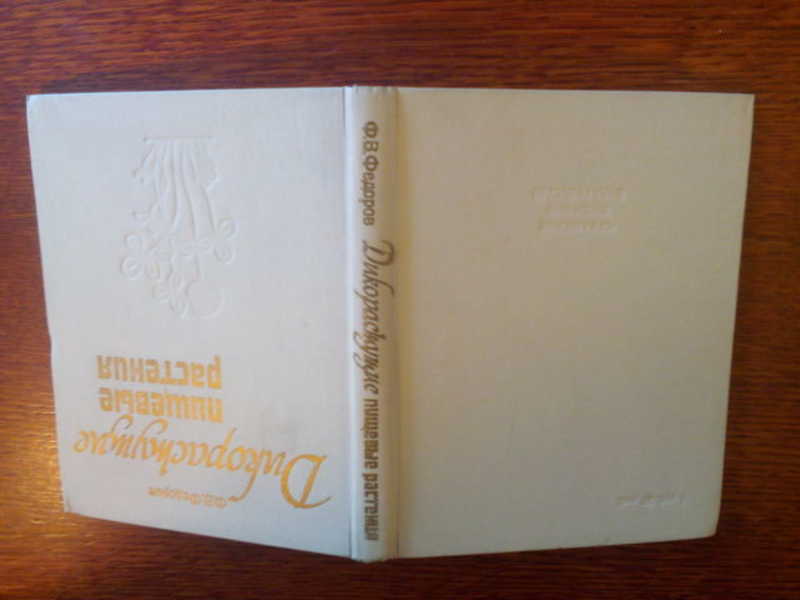 Ф.В.Федоров
Дикорастущие
пищевые
растения
Ф.В.Федоров Дикорастущие пищевые растения